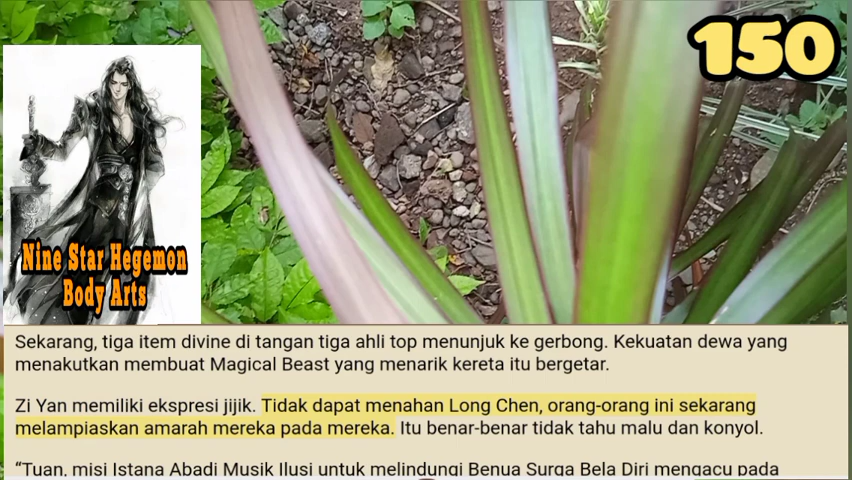 150
Nine Star Hegemon
Body Arts
Sekarang, tiga item divine di tangan tiga ahli top menunjuk ke gerbong. Kekuatan dewa yang
menakutkan membuat Magical Beast yang menarik kereta itu bergetar.
Zi Yan memiliki ekspresi jijik. Tidak dapat menahan Long Chen, orang-orang ini sekarang
melampiaskan amarah mereka pada mereka. Itu benar-benar tidak tahu malu dan konyol.
“Tuan, misi Istana Abadi Musik Ilusi untuk melindungi Benua Surga Bela Diri mengacu pada